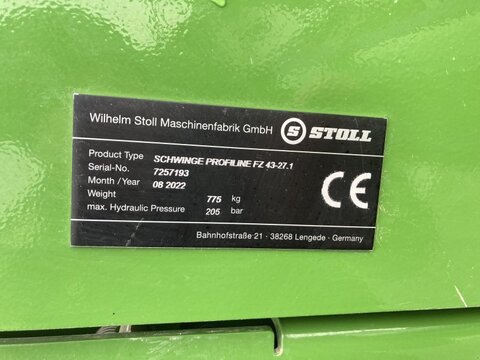 Wilhelm Stoll Maschinenfabrik GmbH S STOLL
Product Type SCHWINGE PROFILINE FZ 43-27.1
Serial-No. 7257193
Month / Year 08 2022
Weight 775 kg
max. Hydraulic Pressure 205 bar
CE
Bahnhofstraße 21 · 38268 Lengede · Germany